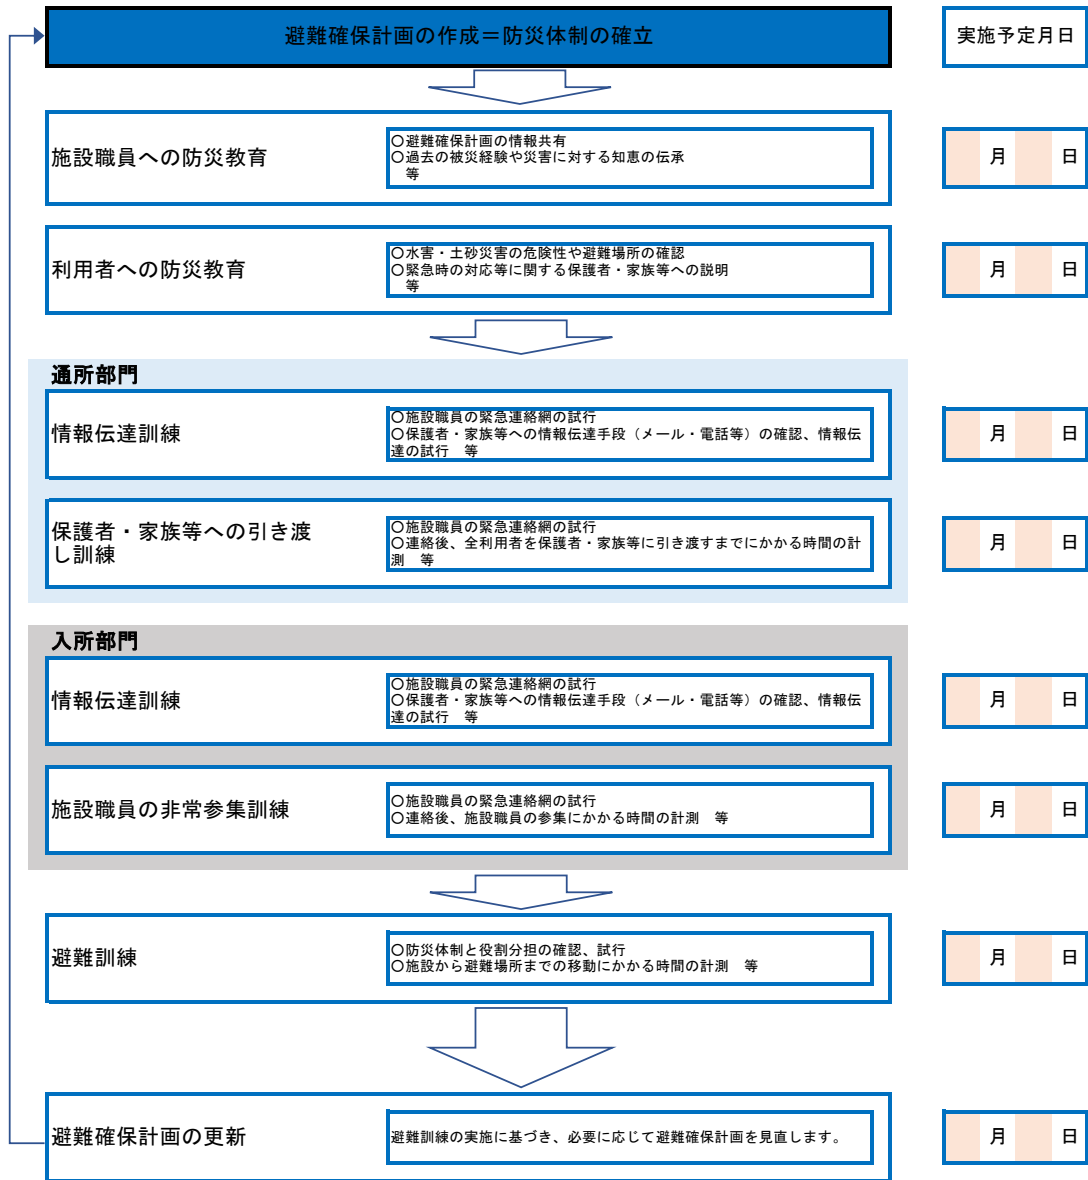 避難確保計画の作成＝防災体制の確立
実施予定月日
施設職員への防災教育
〇避難確保計画の情報共有
〇過去の被災経験や災害に対する知恵の伝承
等
月 日
利用者への防災教育
〇水害・土砂災害の危険性や避難場所の確認
〇緊急時の対応等に関する保護者・家族等への説明
等
月 日
通所部門
情報伝達訓練
〇施設職員の緊急連絡網の試行
〇保護者・家族等への情報伝達手段（メール・電話等）の確認、情報伝
達の試行　等
月 日
保護者・家族等への引き渡
し訓練
〇施設職員の緊急連絡網の試行
〇連絡後、全利用者を保護者・家族等に引き渡すまでにかかる時間の計
測　等
月 日
入所部門
情報伝達訓練
〇施設職員の緊急連絡網の試行
〇保護者・家族等への情報伝達手段（メール・電話等）の確認、情報伝
達の試行　等
月 日
施設職員の非常参集訓練
〇施設職員の緊急連絡網の試行
〇連絡後、施設職員の参集にかかる時間の計測　等
月 日
避難訓練
〇防災体制と役割分担の確認、試行
〇施設から避難場所までの移動にかかる時間の計測　等
月 日
避難確保計画の更新
避難訓練の実施に基づき、必要に応じて避難確保計画を見直します。
月 日